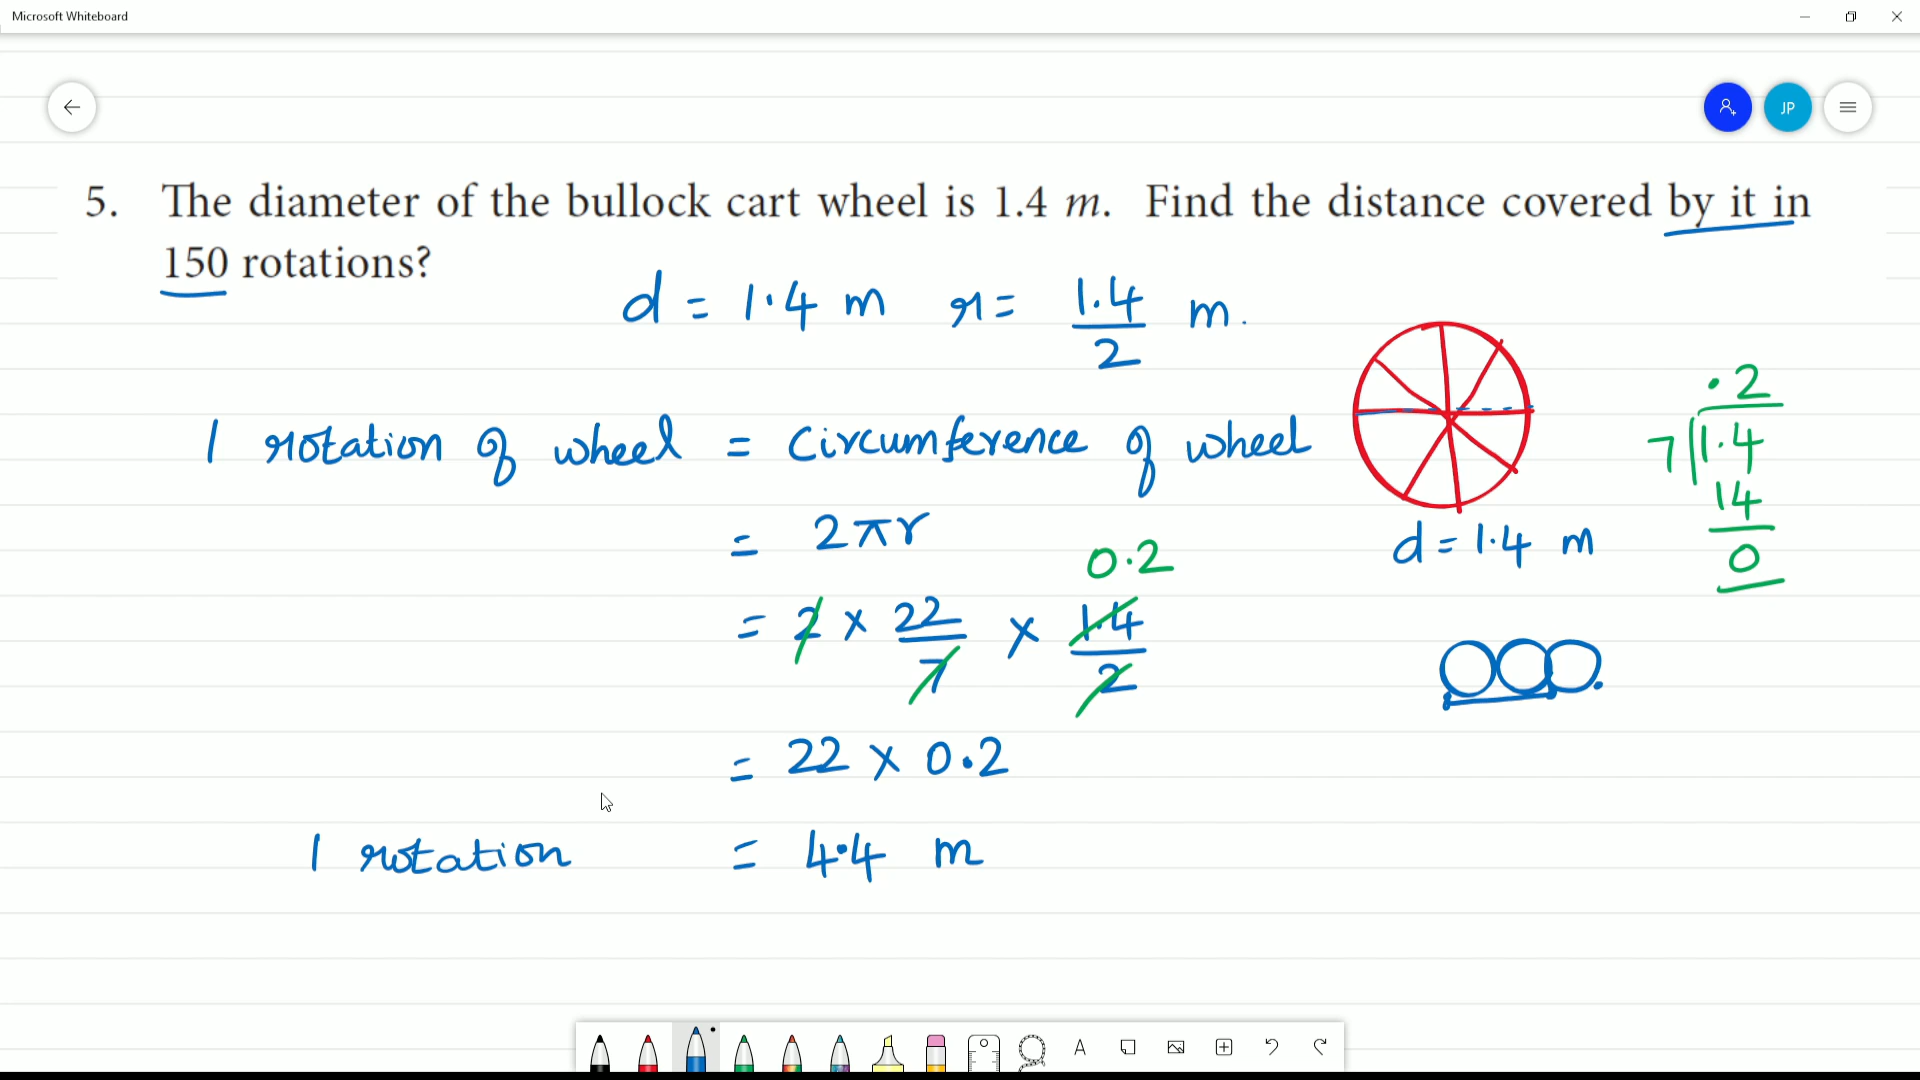 Microsoft Whiteboard
JP
5. The diameter of the bullock cart wheel is 1.4 m. Find the distance covered by it in
150 rotations?
d = 1.4 m r = 1.4/2 m.
1 rotation of wheel = Circumference of wheel
= 2πr
0.2
= 2 × 22/7 × 1.4/2
= 22 × 0.2
1 rotation = 4.4 m
d = 1.4 m
.2
7 1.4
14
0
A